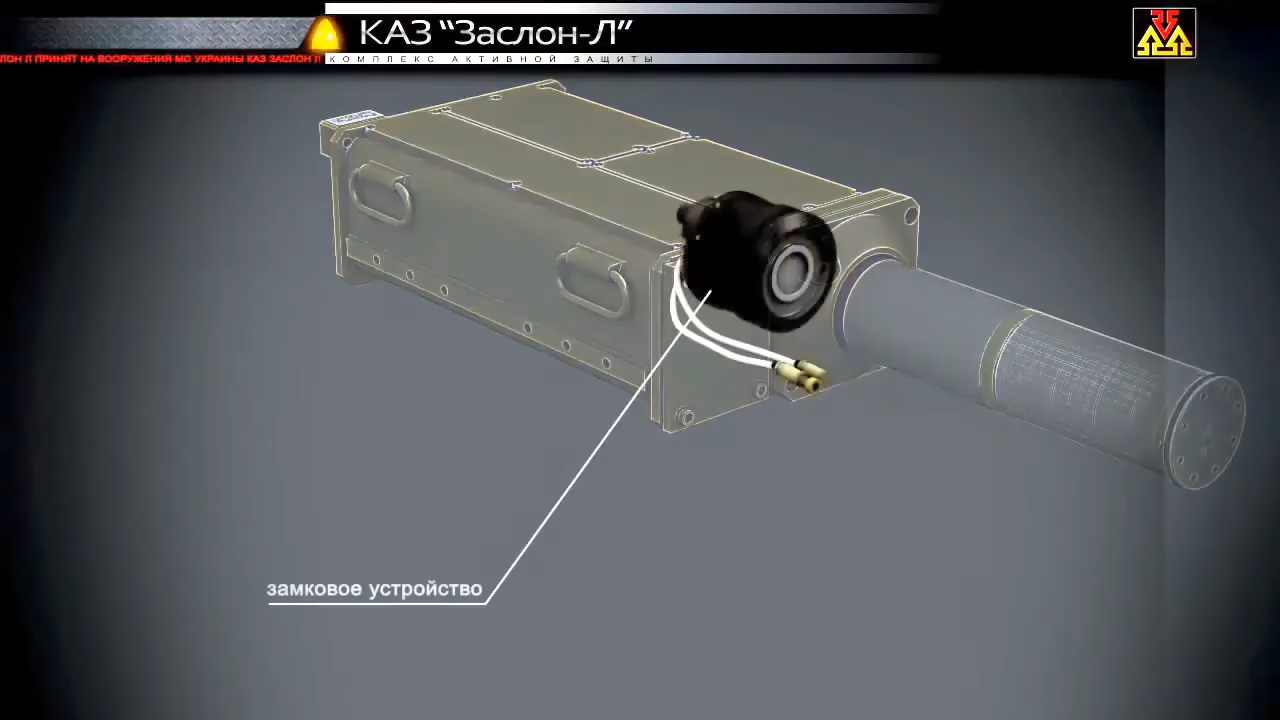 КАЗ “Заслон-Л”
ЛОН Л ПРИНЯТ НА ВООРУЖЕНИЯ МО УКРАИНЫ КАЗ ЗАСЛОН Л
КОМПЛЕКС АКТИВНОЙ ЗАЩИТЫ
замковое устройство